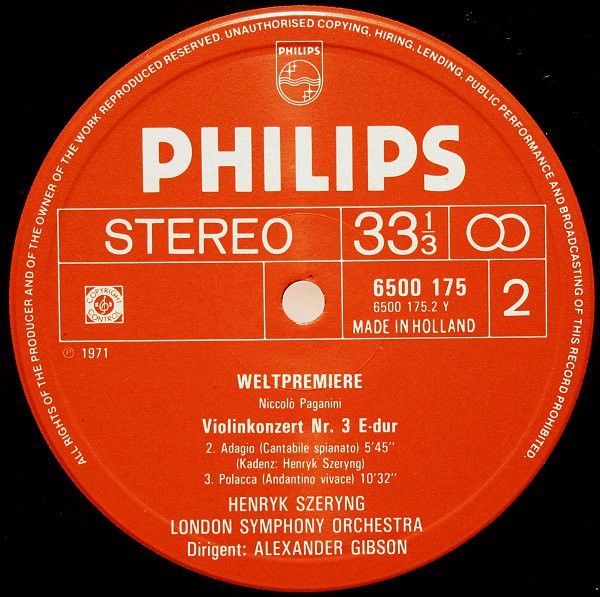 ALL RIGHTS OF THE PRODUCER AND OF THE OWNER OF THE WORK REPRODUCED RESERVED. UNAUTHORISED COPYING, HIRING, LENDING, PUBLIC PERFORMANCE AND BROADCASTING OF THIS RECORD PROHIBITED.
PHILIPS
PHILIPS
STEREO
33 1/3
COPYRIGHT
CONTROL
6500 175
6500 175.2 Y
MADE IN HOLLAND
2
℗ 1971
WELTPREMIERE
Niccolò Paganini
Violinkonzert Nr. 3 E-dur
2. Adagio (Cantabile spianato) 5'45''
(Kadenz: Henryk Szeryng)
3. Polacca (Andantino vivace) 10'32''
HENRYK SZERYNG
LONDON SYMPHONY ORCHESTRA
Dirigent: ALEXANDER GIBSON